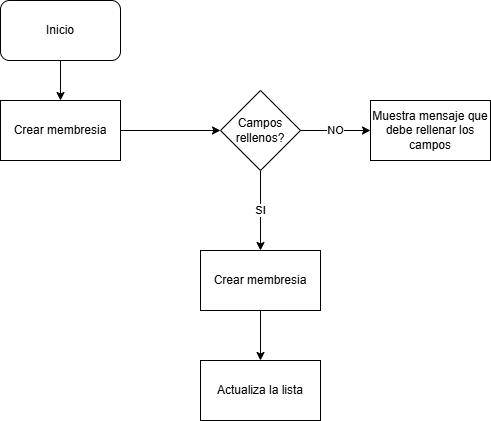 Inicio
Crear membresia
Campos
rellenos?
NO
Muestra mensaje que
debe rellenar los
campos
SI
Crear membresia
Actualiza la lista